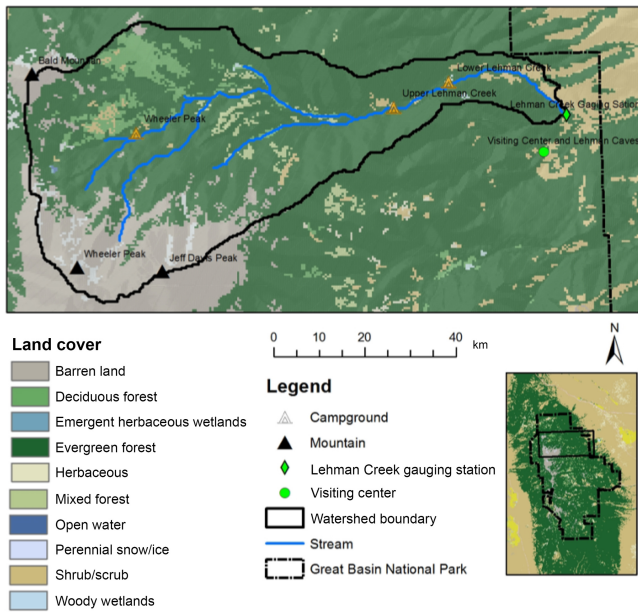 Bald Mountain
Lower Lehman Creek
Upper Lehman Creek
Lehman Creek Gaging Sation
Wheeler Peak
Visiting Center and Lehman Caves
Wheeler Peak
Jeff Davis Peak
Land cover
Barren land
Deciduous forest
Emergent herbaceous wetlands
Evergreen forest
Herbaceous
Mixed forest
Open water
Perennial snow/ice
Shrub/scrub
Woody wetlands
0 10 20 30 40
km
Legend
Campground
Mountain
Lehman Creek gauging station
Visiting center
Watershed boundary
Stream
Great Basin National Park
N